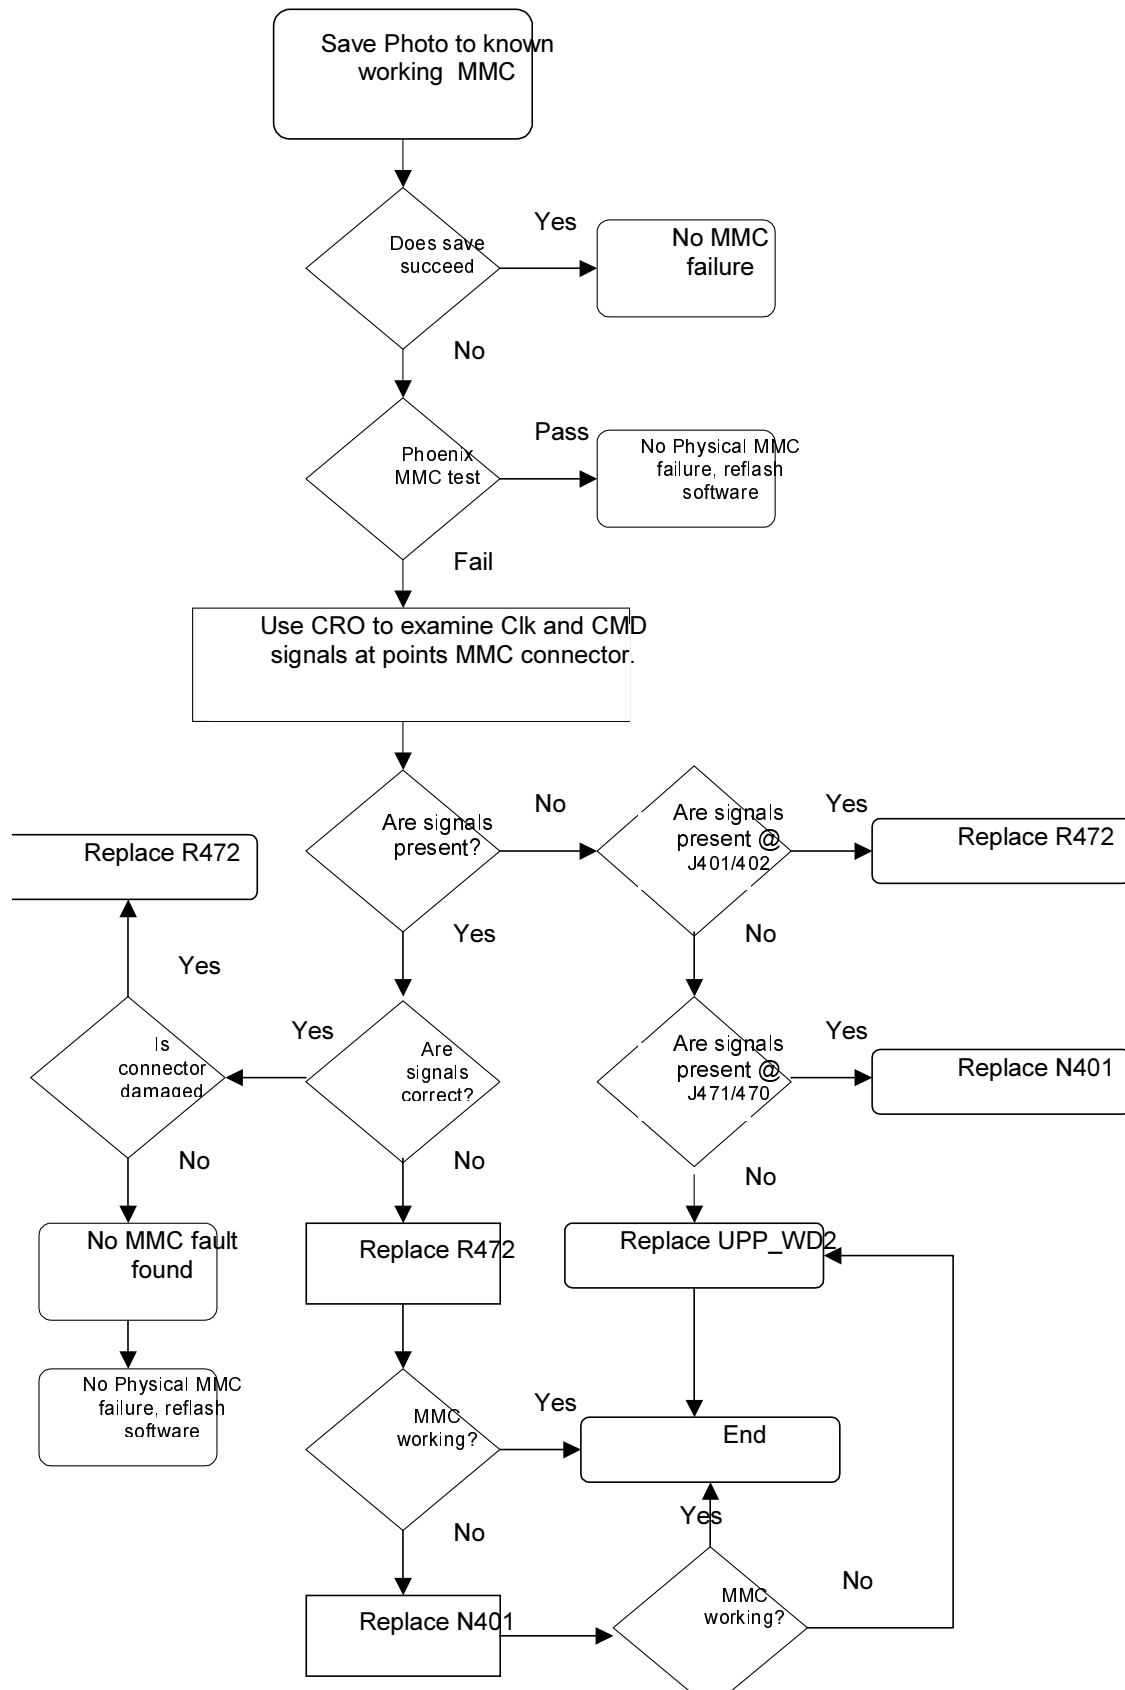 Save Photo to known
working MMC
Does save
succeed
Yes
No MMC
failure
No
Phoenix
MMC test
Pass
No Physical MMC
failure, reflash
software
Fail
Use CRO to examine Clk and CMD
signals at points MMC connector.
Are signals
present?
No
Are signals
present @
J401/402
Yes
Replace R472
Replace R472
Yes
No
Yes
Is
connector
damaged
Yes
Are
signals
correct?
Are signals
present @
J471/470
Yes
Replace N401
No
No
No
No MMC fault
found
Replace R472
Replace UPP_WD2
No Physical MMC
failure, reflash
software
MMC
working?
Yes
End
No
Yes
Replace N401
MMC
working?
No